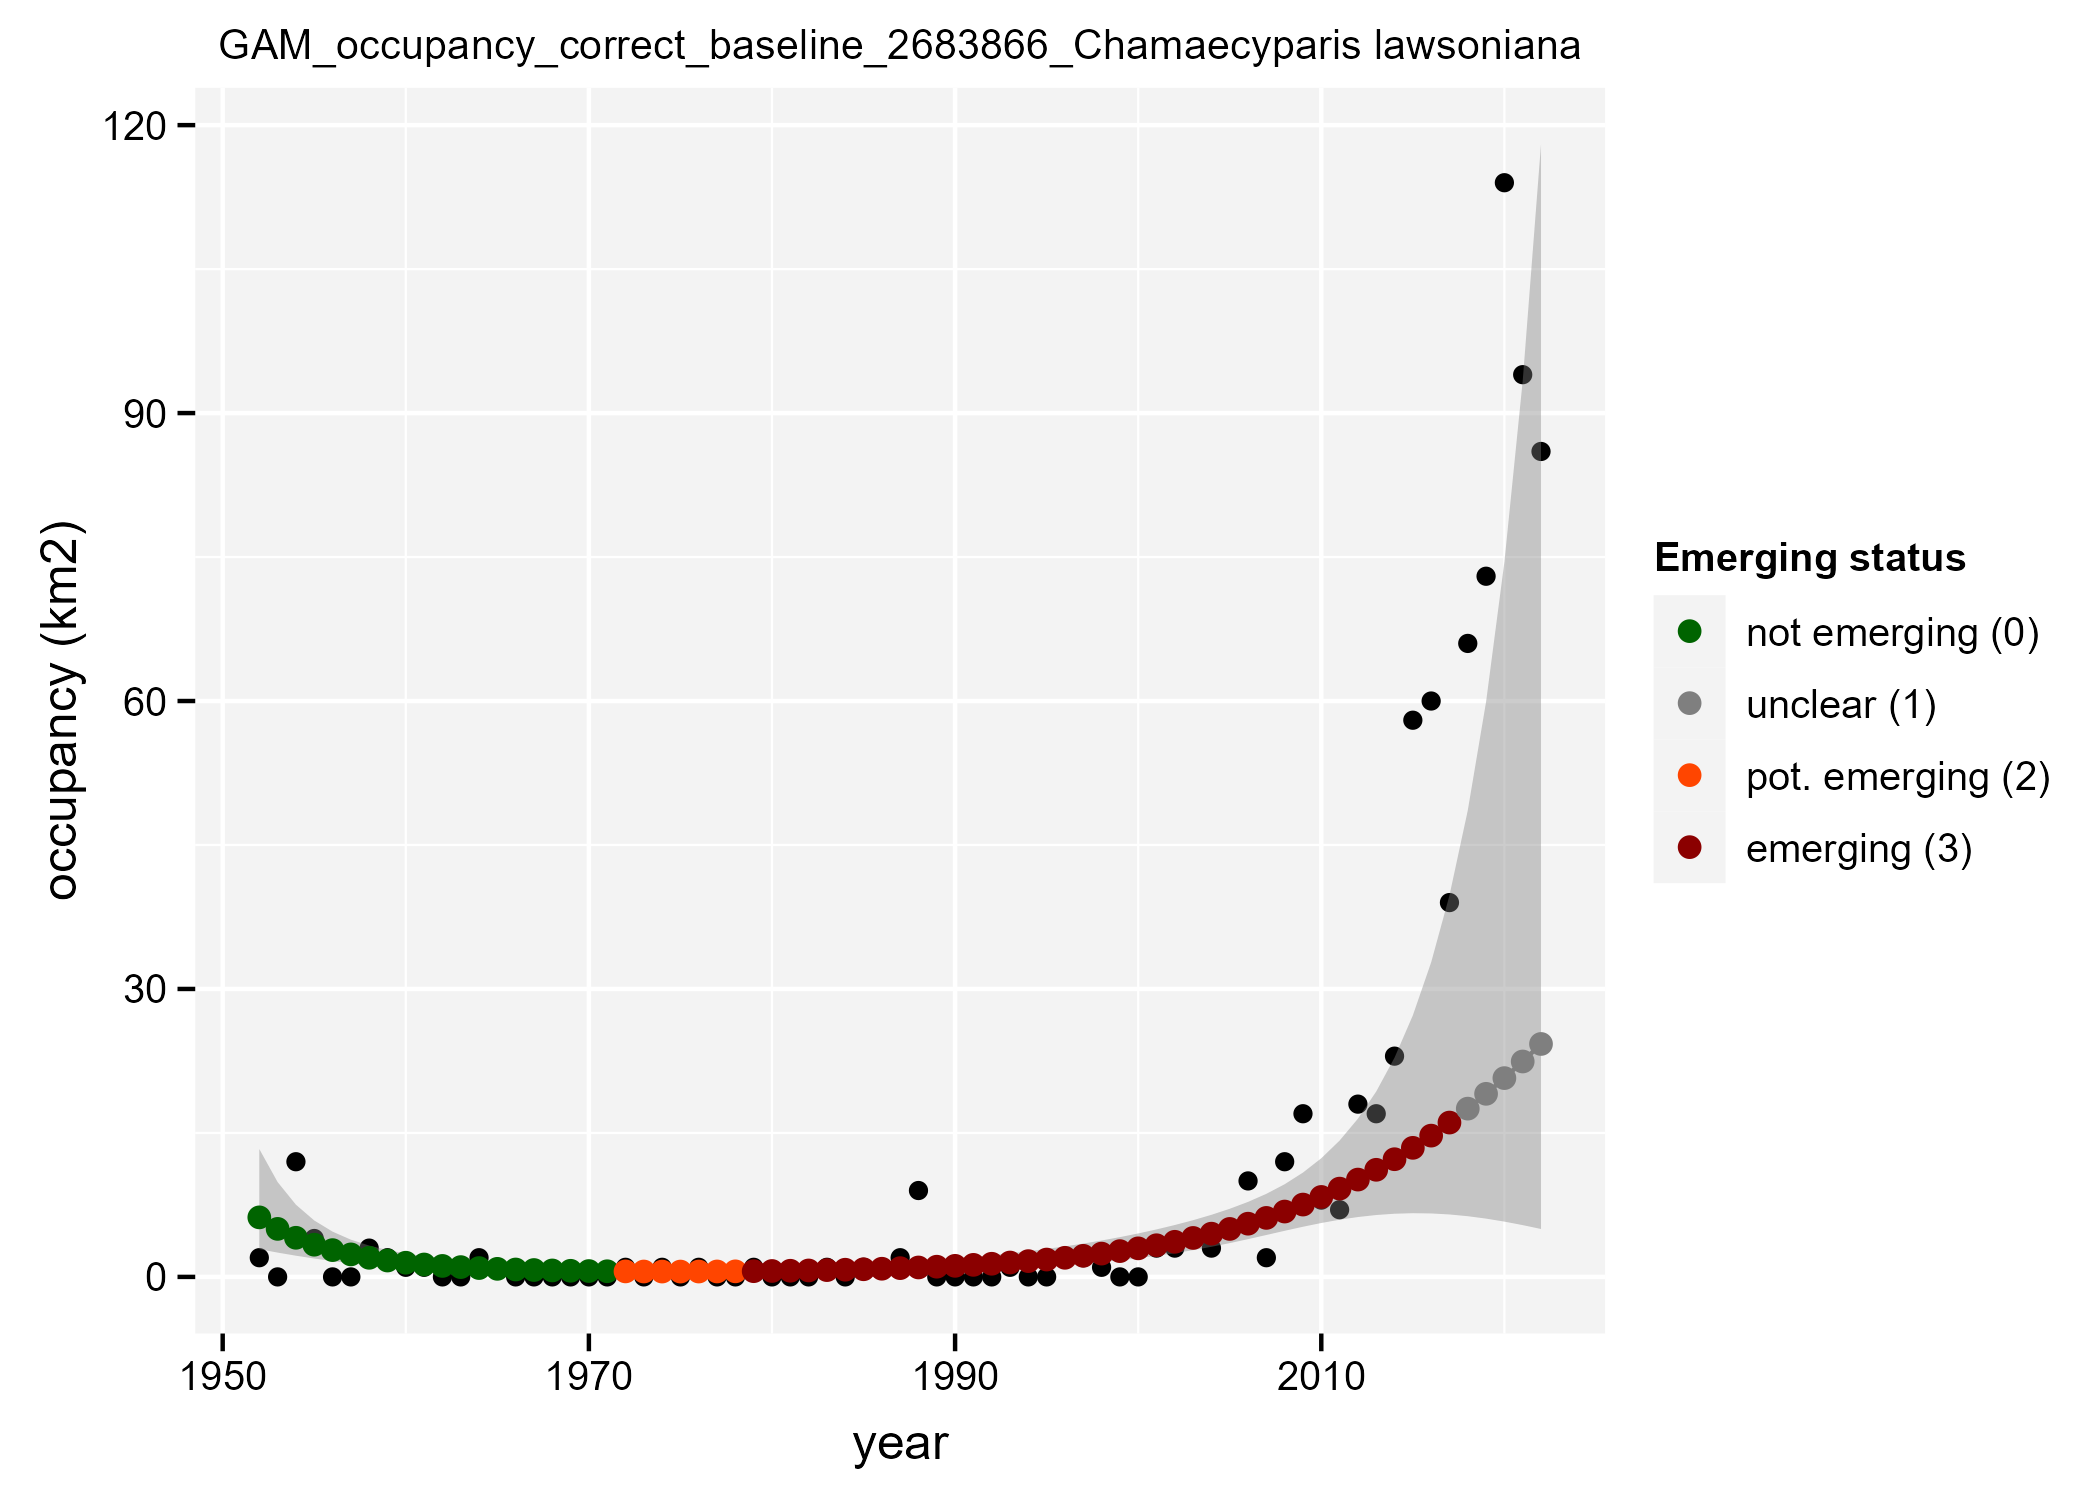 GAM_occupancy_correct_baseline_2683866_Chamaecyparis lawsoniana
120
90
60
30
0
occupancy (km2)
1950
1970
1990
2010
year
Emerging status
not emerging (0)
unclear (1)
pot. emerging (2)
emerging (3)